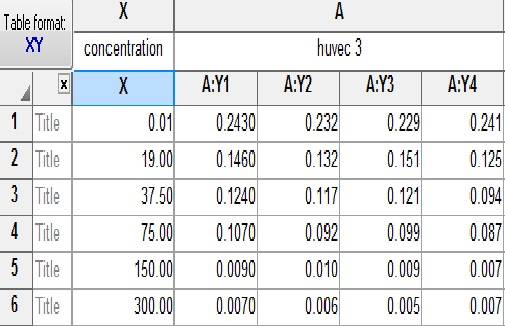 Table format: X A
XY concentration huvec 3
x X A:Y1 A:Y2 A:Y3 A:Y4
1 Title 0.01 0.2430 0.232 0.229 0.241
2 Title 19.00 0.1460 0.132 0.151 0.125
3 Title 37.50 0.1240 0.117 0.121 0.094
4 Title 75.00 0.1070 0.092 0.099 0.087
5 Title 150.00 0.0090 0.010 0.009 0.007
6 Title 300.00 0.0070 0.006 0.005 0.007